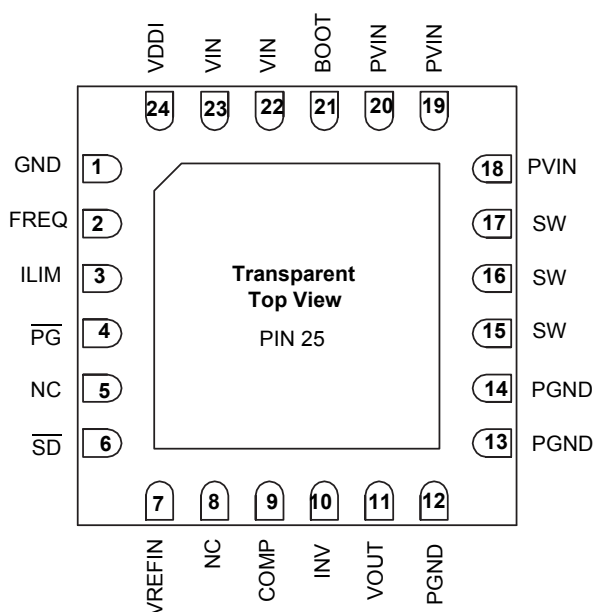 VDDI VIN VIN BOOT PVIN PVIN
24 23 22 21 20 19
GND 1
FREQ 2
ILIM 3
P̅G̅ 4
NC 5
S̅D̅ 6
Transparent
Top View
PIN 25
18 PVIN
17 SW
16 SW
15 SW
14 PGND
13 PGND
7 8 9 10 11 12
VREFIN NC COMP INV VOUT PGND